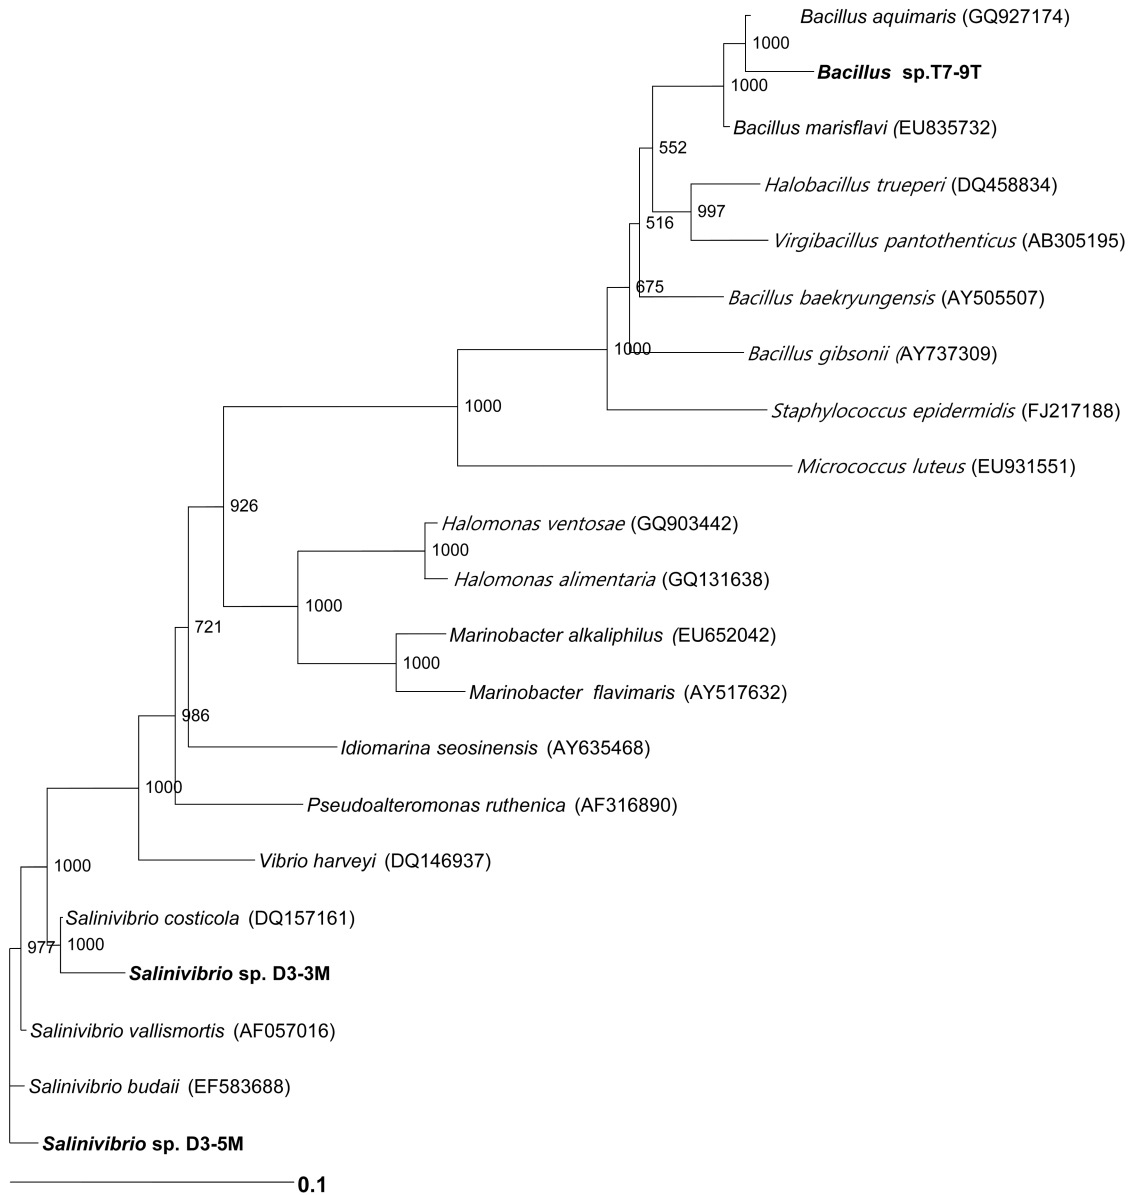 Bacillus aquimaris (GQ927174)
1000
Bacillus sp.T7-9T
1000
Bacillus marisflavi (EU835732)
552
Halobacillus trueperi (DQ458834)
997
516
Virgibacillus pantothenticus (AB305195)
675
Bacillus baekryungensis (AY505507)
1000
Bacillus gibsonii (AY737309)
1000
Staphylococcus epidermidis (FJ217188)
Micrococcus luteus (EU931551)
926
Halomonas ventosae (GQ903442)
1000
Halomonas alimentaria (GQ131638)
1000
721
Marinobacter alkaliphilus (EU652042)
1000
Marinobacter flavimaris (AY517632)
986
Idiomarina seosinensis (AY635468)
1000
Pseudoalteromonas ruthenica (AF316890)
Vibrio harveyi (DQ146937)
1000
Salinivibrio costicola (DQ157161)
977
1000
Salinivibrio sp. D3-3M
Salinivibrio vallismortis (AF057016)
Salinivibrio budaii (EF583688)
Salinivibrio sp. D3-5M
0.1